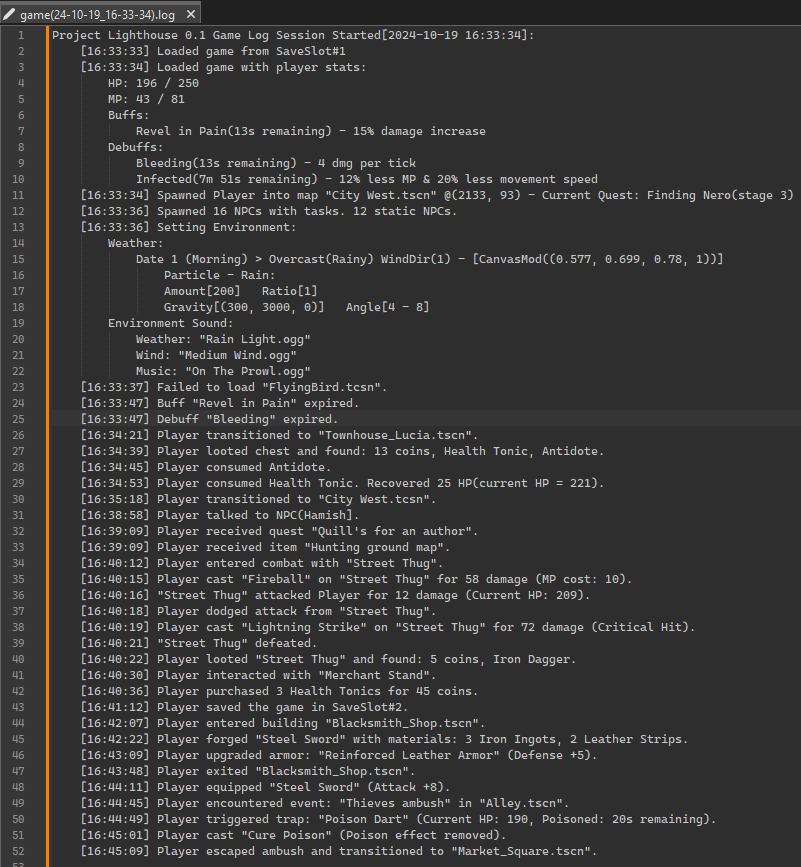 game(24-10-19_16-33-34).log ✕
1 Project Lighthouse 0.1 Game Log Session Started[2024-10-19 16:33:34]:
2 [16:33:33] Loaded game from SaveSlot#1
3 [16:33:34] Loaded game with player stats:
4 HP: 196 / 250
5 MP: 43 / 81
6 Buffs:
7 Revel in Pain(13s remaining) - 15% damage increase
8 Debuffs:
9 Bleeding(13s remaining) - 4 dmg per tick
10 Infected(7m 51s remaining) - 12% less MP & 20% less movement speed
11 [16:33:34] Spawned Player into map "City West.tscn" @(2133, 93) - Current Quest: Finding Nero(stage 3)
12 [16:33:36] Spawned 16 NPCs with tasks. 12 static NPCs.
13 [16:33:36] Setting Environment:
14 Weather:
15 Date 1 (Morning) > Overcast(Rainy) WindDir(1) - [CanvasMod((0.577, 0.699, 0.78, 1))]
16 Particle - Rain:
17 Amount[200] Ratio[1]
18 Gravity[(300, 3000, 0)] Angle[4 - 8]
19 Environment Sound:
20 Weather: "Rain Light.ogg"
21 Wind: "Medium Wind.ogg"
22 Music: "On The Prowl.ogg"
23 [16:33:37] Failed to load "FlyingBird.tcsn".
24 [16:33:47] Buff "Revel in Pain" expired.
25 [16:33:47] Debuff "Bleeding" expired.
26 [16:34:21] Player transitioned to "Townhouse_Lucia.tscn".
27 [16:34:39] Player looted chest and found: 13 coins, Health Tonic, Antidote.
28 [16:34:45] Player consumed Antidote.
29 [16:34:53] Player consumed Health Tonic. Recovered 25 HP(current HP = 221).
30 [16:35:18] Player transitioned to "City West.tscn".
31 [16:38:58] Player talked to NPC(Hamish].
32 [16:39:09] Player received quest "Quill's for an author".
33 [16:39:09] Player received item "Hunting ground map".
34 [16:40:12] Player entered combat with "Street Thug".
35 [16:40:15] Player cast "Fireball" on "Street Thug" for 58 damage (MP cost: 10).
36 [16:40:16] "Street Thug" attacked Player for 12 damage (Current HP: 209).
37 [16:40:18] Player dodged attack from "Street Thug".
38 [16:40:19] Player cast "Lightning Strike" on "Street Thug" for 72 damage (Critical Hit).
39 [16:40:21] "Street Thug" defeated.
40 [16:40:22] Player looted "Street Thug" and found: 5 coins, Iron Dagger.
41 [16:40:30] Player interacted with "Merchant Stand".
42 [16:40:36] Player purchased 3 Health Tonics for 45 coins.
43 [16:41:12] Player saved the game in SaveSlot#2.
44 [16:42:07] Player entered building "Blacksmith_Shop.tscn".
45 [16:42:22] Player forged "Steel Sword" with materials: 3 Iron Ingots, 2 Leather Strips.
46 [16:43:09] Player upgraded armor: "Reinforced Leather Armor" (Defense +5).
47 [16:43:48] Player exited "Blacksmith_Shop.tscn".
48 [16:44:11] Player equipped "Steel Sword" (Attack +8).
49 [16:44:45] Player encountered event: "Thieves ambush" in "Alley.tscn".
50 [16:44:49] Player triggered trap: "Poison Dart" (Current HP: 190, Poisoned: 20s remaining).
51 [16:45:01] Player cast "Cure Poison" (Poison effect removed).
52 [16:45:09] Player escaped ambush and transitioned to "Market_Square.tscn".
53